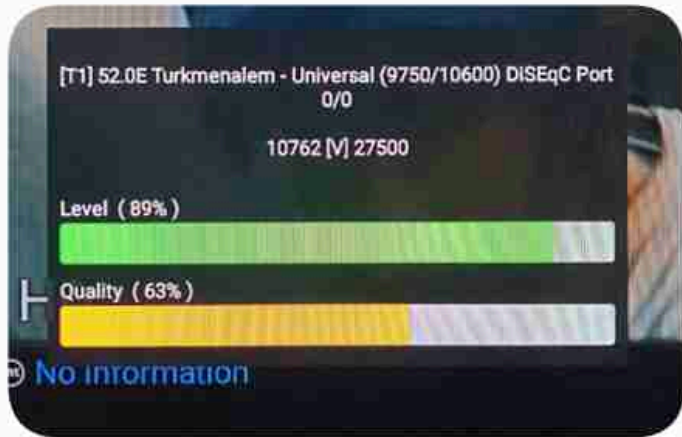 [T1] 52.0E Turkmenalem - Universal (9750/10600) DiSEqC Port
0/0
10762 [V] 27500
Level ( 89% )
Quality ( 63% )
No information